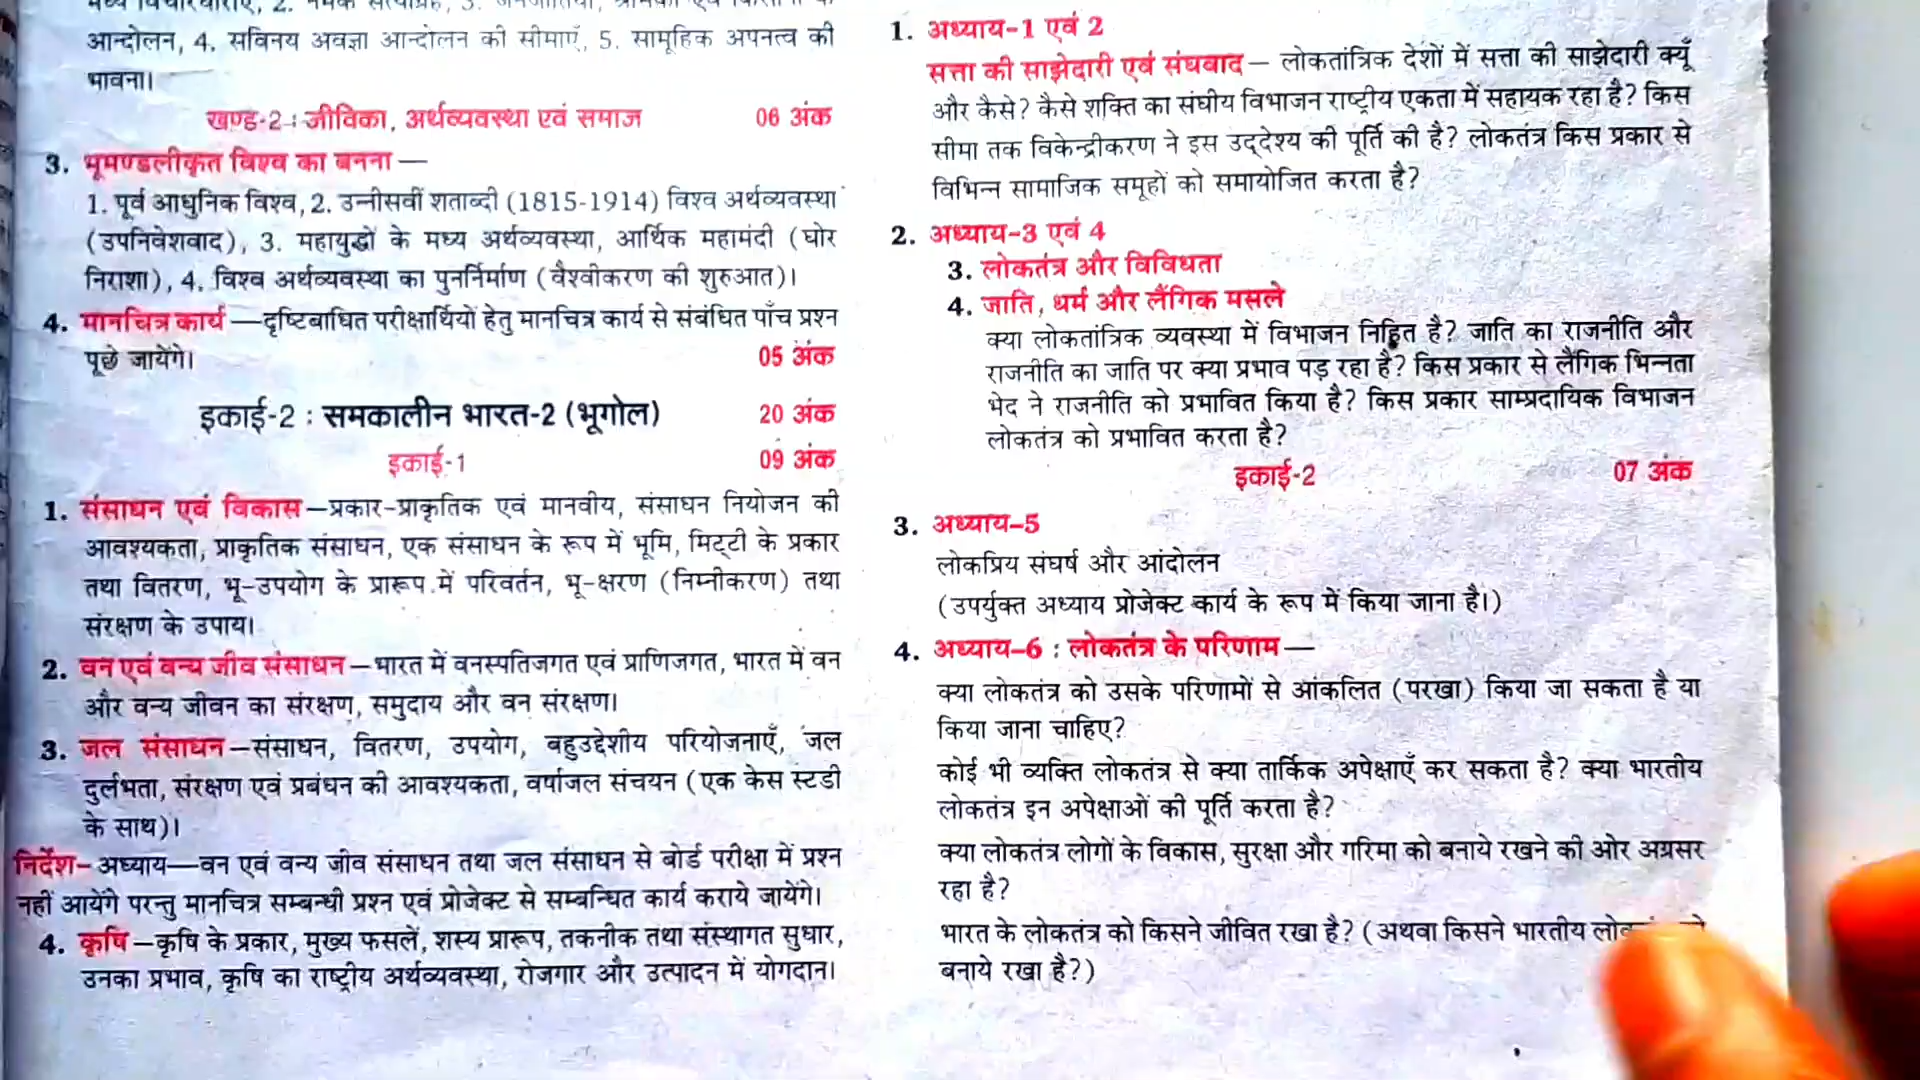 आन्दोलन, 4. सविनय अवज्ञा आन्दोलन की सीमाएँ, 5. सामूहिक अपनत्व की
भावना।
खण्ड-2 : जीविका, अर्थव्यवस्था एवं समाज 06 अंक
3. भूमण्डलीकृत विश्व का बनना —
1. पूर्व आधुनिक विश्व, 2. उन्नीसवीं शताब्दी (1815-1914) विश्व अर्थव्यवस्था
(उपनिवेशवाद), 3. महायुद्धों के मध्य अर्थव्यवस्था, आर्थिक महामंदी (घोर
निराशा), 4. विश्व अर्थव्यवस्था का पुनर्निर्माण (वैश्वीकरण की शुरुआत)।
4. मानचित्र कार्य —दृष्टिबाधित परीक्षार्थियों हेतु मानचित्र कार्य से संबंधित पाँच प्रश्न
पूछे जायेंगे। 05 अंक
इकाई-2 : समकालीन भारत-2 (भूगोल) 20 अंक
इकाई-1 09 अंक
1. संसाधन एवं विकास —प्रकार-प्राकृतिक एवं मानवीय, संसाधन नियोजन की
आवश्यकता, प्राकृतिक संसाधन, एक संसाधन के रूप में भूमि, मिट्टी के प्रकार
तथा वितरण, भू-उपयोग के प्रारूप में परिवर्तन, भू-क्षरण (निम्नीकरण) तथा
संरक्षण के उपाय।
2. वन एवं वन्य जीव संसाधन —भारत में वनस्पतिजगत एवं प्राणिजगत, भारत में वन
और वन्य जीवन का संरक्षण, समुदाय और वन संरक्षण।
3. जल संसाधन —संसाधन, वितरण, उपयोग, बहुउद्देशीय परियोजनाएँ, जल
दुर्लभता, संरक्षण एवं प्रबंधन की आवश्यकता, वर्षाजल संचयन (एक केस स्टडी
के साथ)।
निर्देश- अध्याय—वन एवं वन्य जीव संसाधन तथा जल संसाधन से बोर्ड परीक्षा में प्रश्न
नहीं आयेंगे परन्तु मानचित्र सम्बन्धी प्रश्न एवं प्रोजेक्ट से सम्बन्धित कार्य कराये जायेंगे।
4. कृषि —कृषि के प्रकार, मुख्य फसलें, शस्य प्रारूप, तकनीक तथा संस्थागत सुधार,
उनका प्रभाव, कृषि का राष्ट्रीय अर्थव्यवस्था, रोजगार और उत्पादन में योगदान।
1. अध्याय-1 एवं 2
सत्ता की साझेदारी एवं संघवाद — लोकतांत्रिक देशों में सत्ता की साझेदारी क्यूँ
और कैसे? कैसे शक्ति का संघीय विभाजन राष्ट्रीय एकता में सहायक रहा है? किस
सीमा तक विकेन्द्रीकरण ने इस उद्देश्य की पूर्ति की है? लोकतंत्र किस प्रकार से
विभिन्न सामाजिक समूहों को समायोजित करता है?
2. अध्याय-3 एवं 4
3. लोकतंत्र और विविधता
4. जाति, धर्म और लैंगिक मसले
क्या लोकतांत्रिक व्यवस्था में विभाजन निहित है? जाति का राजनीति और
राजनीति का जाति पर क्या प्रभाव पड़ रहा है? किस प्रकार से लैंगिक भिन्नता
भेद ने राजनीति को प्रभावित किया है? किस प्रकार साम्प्रदायिक विभाजन
लोकतंत्र को प्रभावित करता है?
इकाई-2 07 अंक
3. अध्याय-5
लोकप्रिय संघर्ष और आंदोलन
(उपर्युक्त अध्याय प्रोजेक्ट कार्य के रूप में किया जाना है।)
4. अध्याय-6 : लोकतंत्र के परिणाम —
क्या लोकतंत्र को उसके परिणामों से आंकलित (परखा) किया जा सकता है या
किया जाना चाहिए?
कोई भी व्यक्ति लोकतंत्र से क्या तार्किक अपेक्षाएँ कर सकता है? क्या भारतीय
लोकतंत्र इन अपेक्षाओं की पूर्ति करता है?
क्या लोकतंत्र लोगों के विकास, सुरक्षा और गरिमा को बनाये रखने की ओर अग्रसर
रहा है?
भारत के लोकतंत्र को किसने जीवित रखा है? (अथवा किसने भारतीय
बनाये रखा है?)